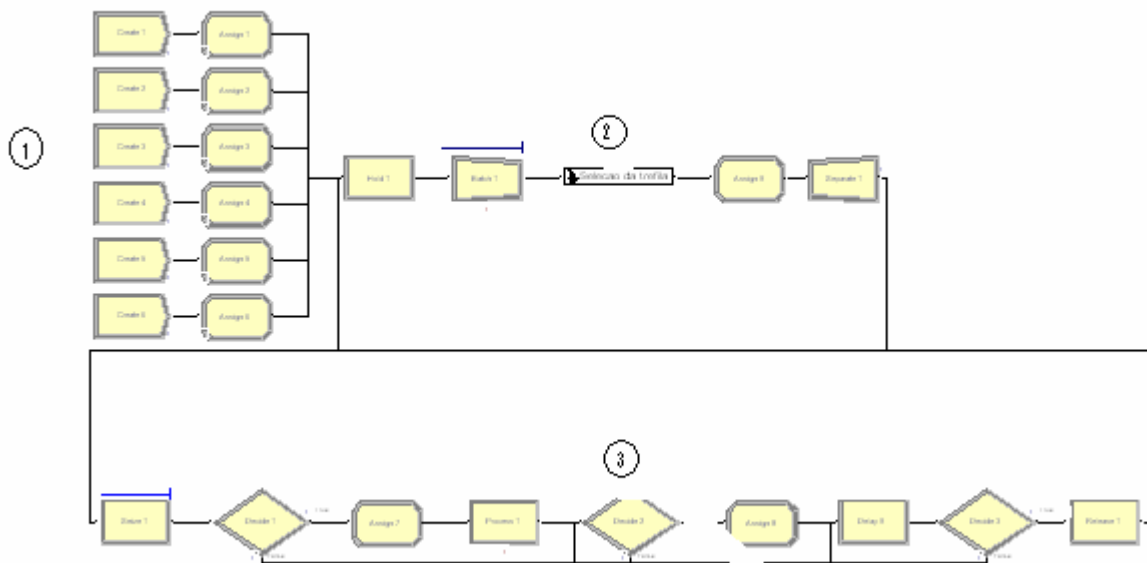 Create 1
Assign 1
Create 2
Assign 2
Create 3
Assign 3
Create 4
Assign 4
Create 5
Assign 5
Create 6
Assign 6
1
2
3
Hold 1
Batch 1
Selecao da trefila
Separate 1
Seize 1
Decide 1
Assign 7
Process 1
Decide 2
Decide 3
Release 1